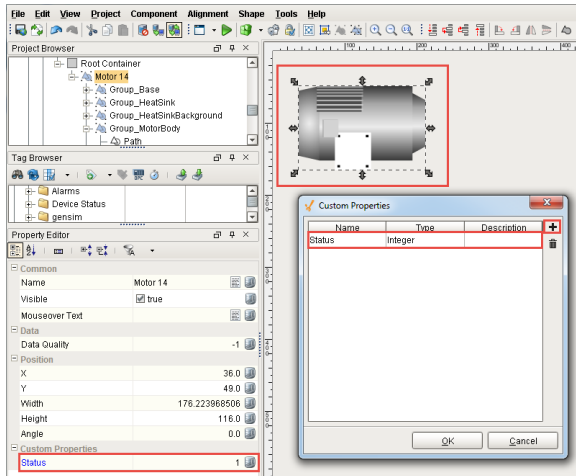 File Edit View Project Component Alignment Shape Tools Help
Project Browser
Root Container
Motor 14
Group_Base
Group_HeatSink
Group_HeatSinkBackground
Group_MotorBody
Path
Tag Browser
Alarms
Device Status
gensim
Property Editor
Common
Name Motor 14
Visible true
Mouseover Text
Data
Data Quality -1
Position
X 36.0
Y 49.0
Width 176.223968506
Height 116.0
Angle 0.0
Custom Properties
Status 1
100 200 300 400
Custom Properties
Name Type Description
Status Integer
OK Cancel